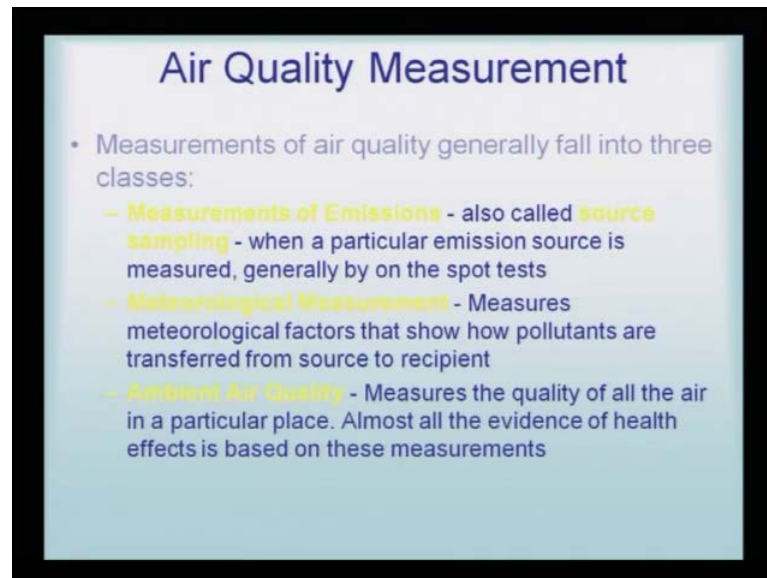 Air Quality Measurement
• Measurements of air quality generally fall into three
classes:
– Measurements of Emissions - also called source
sampling - when a particular emission source is
measured, generally by on the spot tests
– Meteorological Measurement - Measures
meteorological factors that show how pollutants are
transferred from source to recipient
– Ambient Air Quality - Measures the quality of all the air
in a particular place. Almost all the evidence of health
effects is based on these measurements